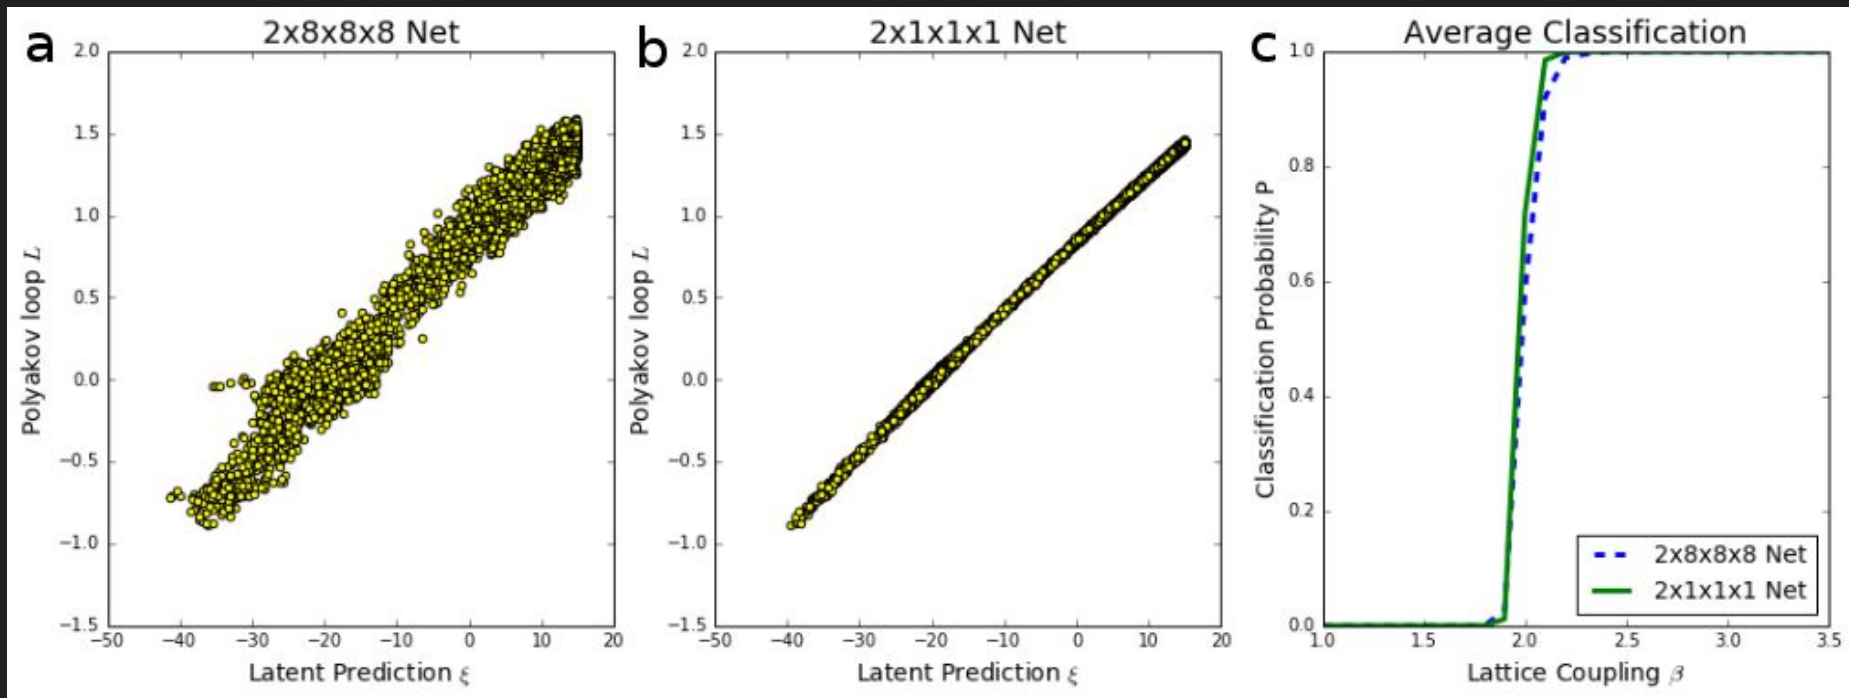 a
2x8x8x8 Net
2.0
1.5
1.0
0.5
0.0
−0.5
−1.0
−1.5
Polyakov loop L
−50 −40 −30 −20 −10 0 10 20
Latent Prediction ξ
b
2x1x1x1 Net
2.0
1.5
1.0
0.5
0.0
−0.5
−1.0
−1.5
Polyakov loop L
−50 −40 −30 −20 −10 0 10 20
Latent Prediction ξ
c
Average Classification
1.0
0.8
0.6
0.4
0.2
0.0
Classification Probability P
2x8x8x8 Net
2x1x1x1 Net
1.0 1.5 2.0 2.5 3.0 3.5
Lattice Coupling β